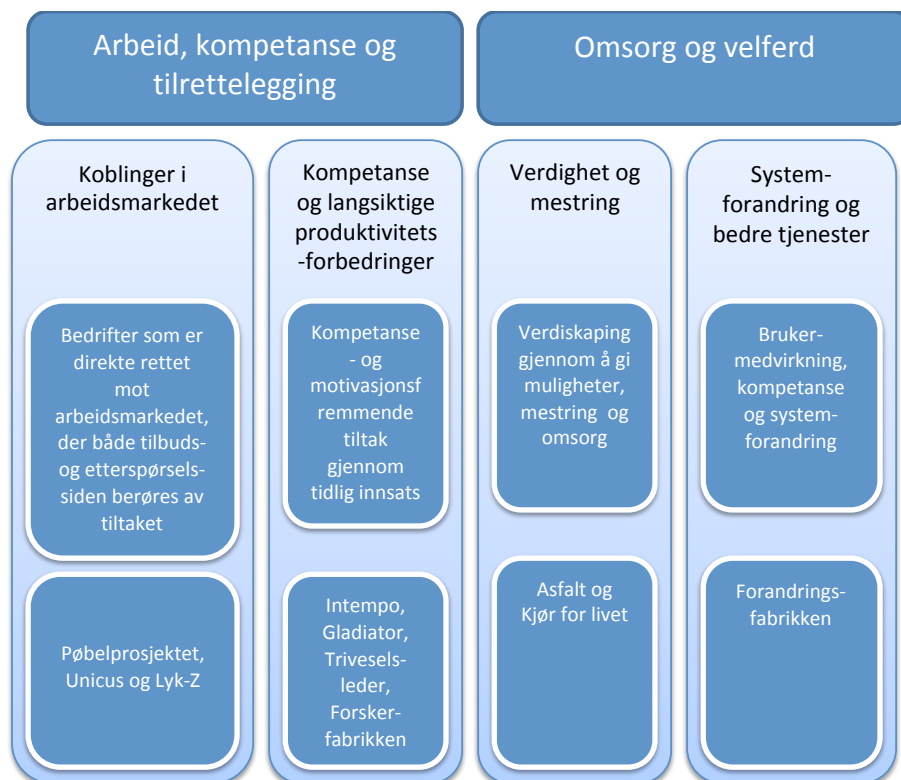 Arbeid, kompetanse og
tilrettelegging
Omsorg og velferd
Koblinger i
arbeidsmarkedet
Bedrifter som er
direkte rettet
mot
arbeidsmarkedet,
der både tilbuds-
og etterspørsels-
siden berøres av
tiltaket
Pøbelprosjektet,
Unicus og Lyk-Z
Kompetanse
og langsiktige
produktivitets
-forbedringer
Kompetanse
- og
motivasjonsf
remmende
tiltak
gjennom
tidlig innsats
Intempo,
Gladiator,
Trivesels-
leder,
Forsker-
fabrikken
Verdighet og
mestring
Verdiskaping
gjennom å gi
muligheter,
mestring og
omsorg
Asfalt og
Kjør for livet
System-
forandring og
bedre tjenester
Bruker-
medvirkning,
kompetanse
og system-
forandring
Forandrings-
fabrikken